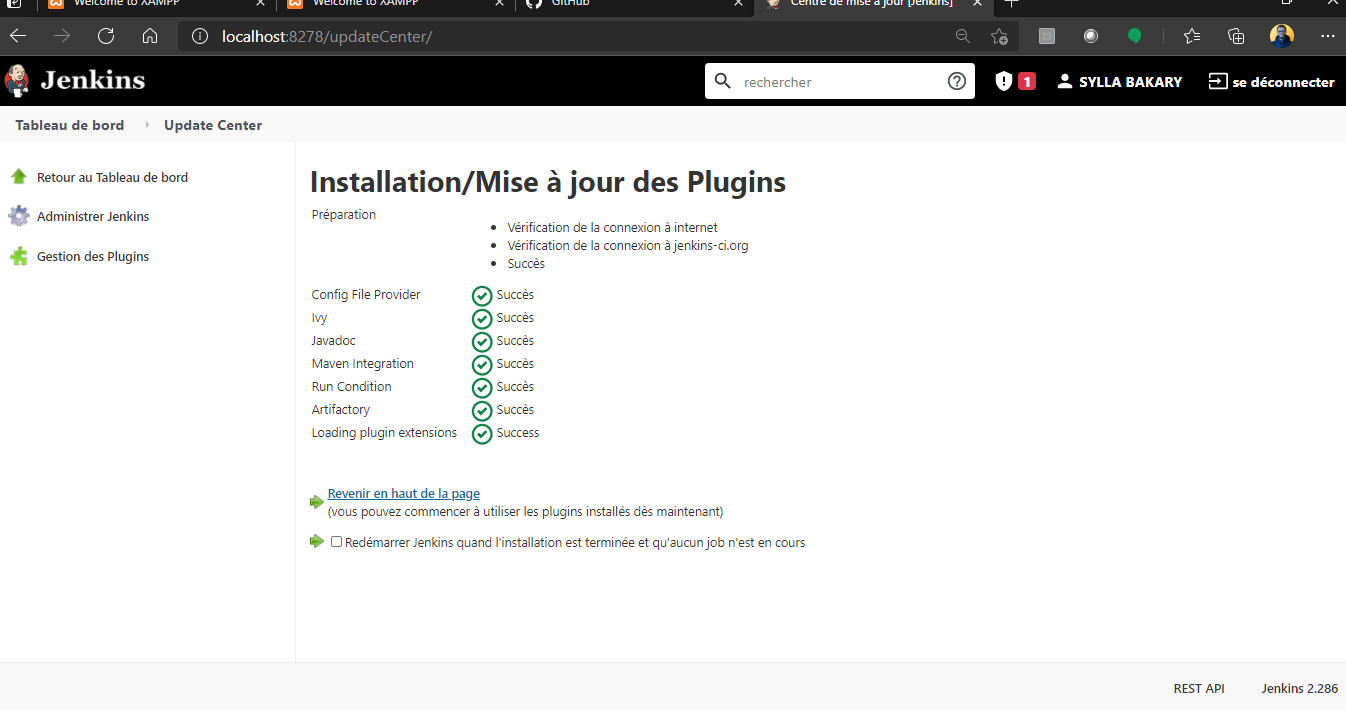 Welcome to XAMPP
Welcome to XAMPP
GitHub
Centre de mise à jour [Jenkins]
localhost:8278/updateCenter/
Jenkins
rechercher
1
SYLLA BAKARY
se déconnecter
Tableau de bord
Update Center
Retour au Tableau de bord
Administrer Jenkins
Gestion des Plugins
Installation/Mise à jour des Plugins
Préparation
Vérification de la connexion à internet
Vérification de la connexion à jenkins-ci.org
Succès
Config File Provider Succès
Ivy Succès
Javadoc Succès
Maven Integration Succès
Run Condition Succès
Artifactory Succès
Loading plugin extensions Success
Revenir en haut de la page
(vous pouvez commencer à utiliser les plugins installés dès maintenant)
Redémarrer Jenkins quand l'installation est terminée et qu'aucun job n'est en cours
REST API
Jenkins 2.286